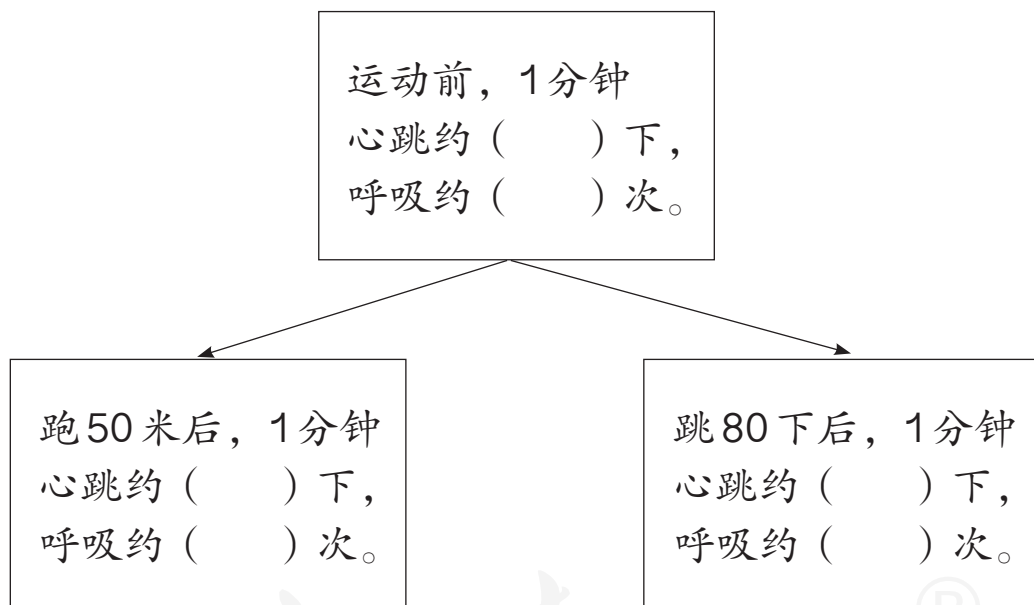 运动前，1分钟
心跳约（　　）下，
呼吸约（　　）次。
跑50米后，1分钟
心跳约（　　）下，
呼吸约（　　）次。
跳80下后，1分钟
心跳约（　　）下，
呼吸约（　　）次。
®